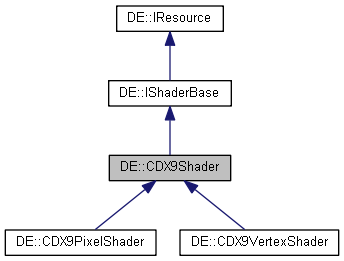 DE::IResource
DE::IShaderBase
DE::CDX9Shader
DE::CDX9PixelShader
DE::CDX9VertexShader